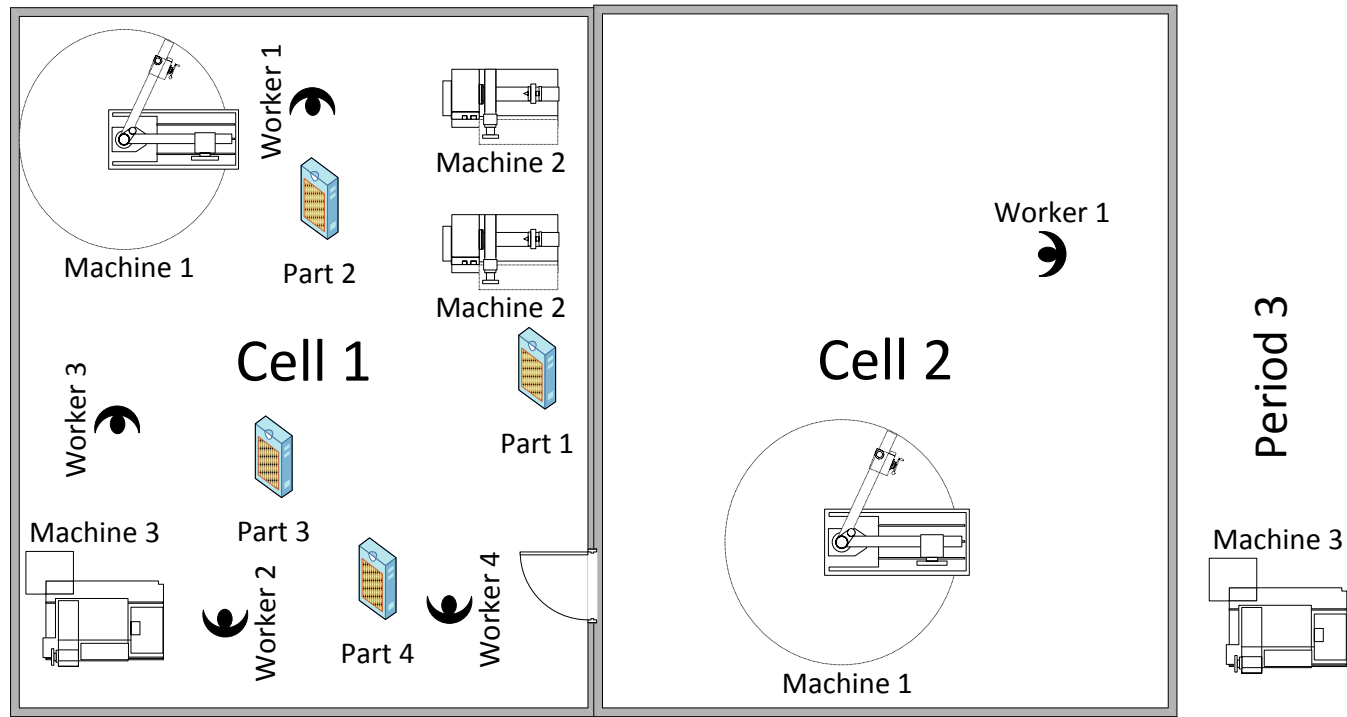 Worker 1
Machine 2
Machine 1
Part 2
Machine 2
Cell 1
Worker 3
Part 1
Machine 3
Part 3
Worker 2
Part 4
Worker 4
Worker 1
Cell 2
Machine 1
Period 3
Machine 3